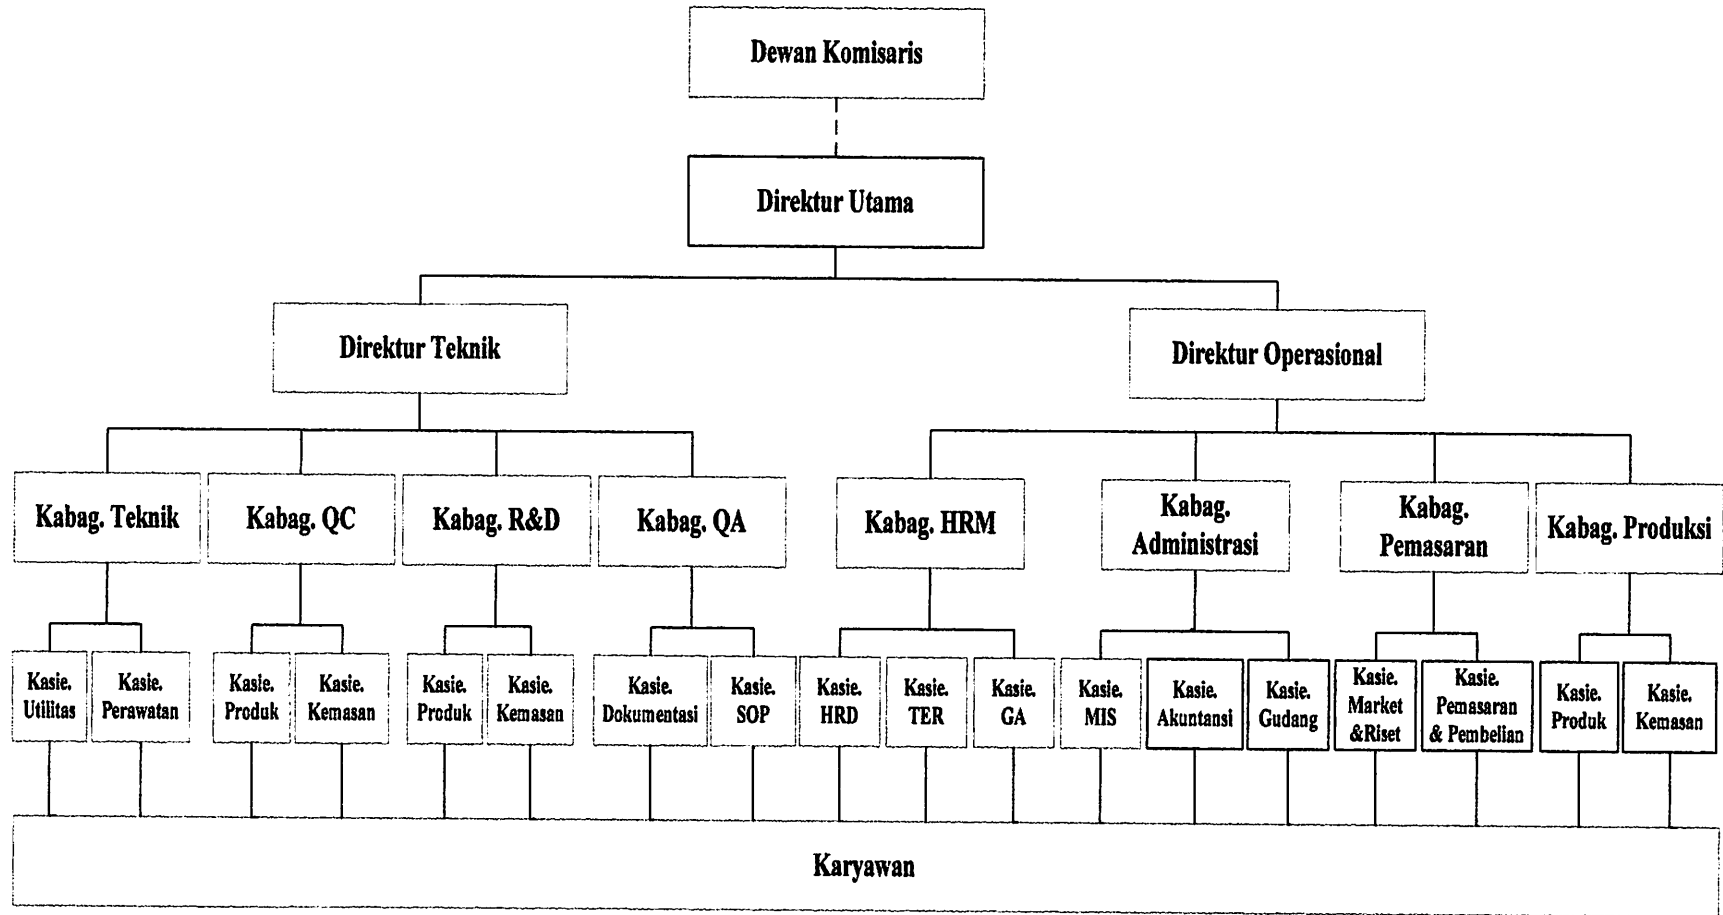 Dewan Komisaris
Direktur Utama
Direktur Teknik
Direktur Operasional
Kabag. Teknik
Kabag. QC
Kabag. R&D
Kabag. QA
Kabag. HRM
Kabag.
Administrasi
Kabag.
Pemasaran
Kabag. Produksi
Kasie.
Utilitas
Kasie.
Perawatan
Kasie.
Produk
Kasie.
Kemasan
Kasie.
Produk
Kasie.
Kemasan
Kasie.
Dokumentasi
Kasie.
SOP
Kasie.
HRD
Kasie.
TER
Kasie.
GA
Kasie.
MIS
Kasie.
Akuntansi
Kasie.
Gudang
Kasie.
Market
&Riset
Kasie.
Pemasaran
& Pembelian
Kasie.
Produk
Kasie.
Kemasan
Karyawan